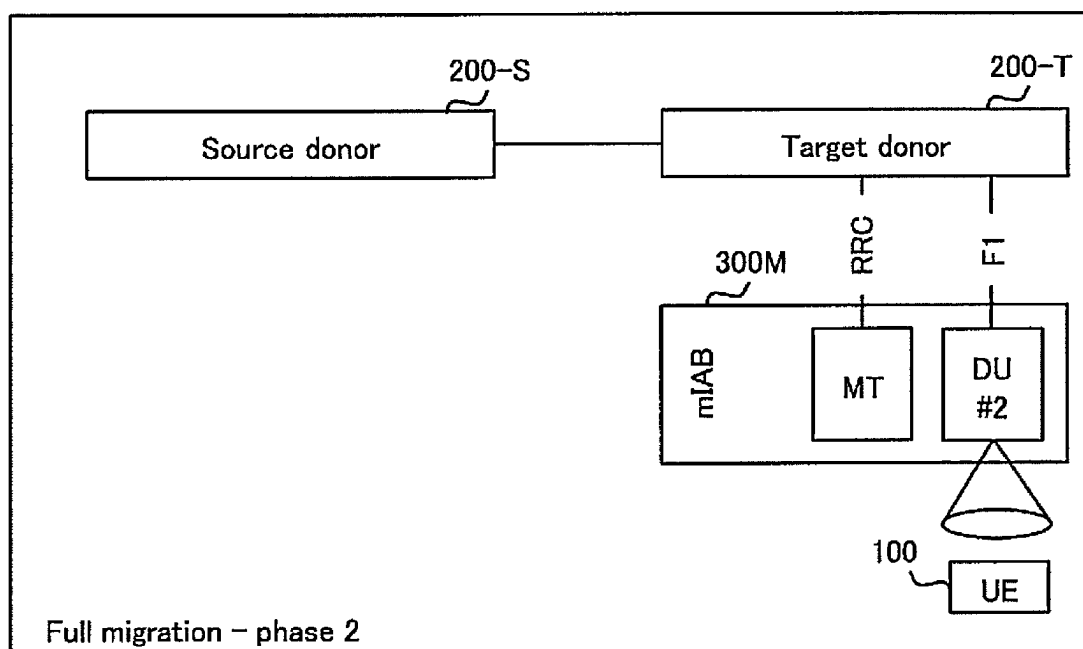 200-S
200-T
Source donor
Target donor
RRC
F1
300M
mIAB
MT
DU
#2
100
UE
Full migration - phase 2